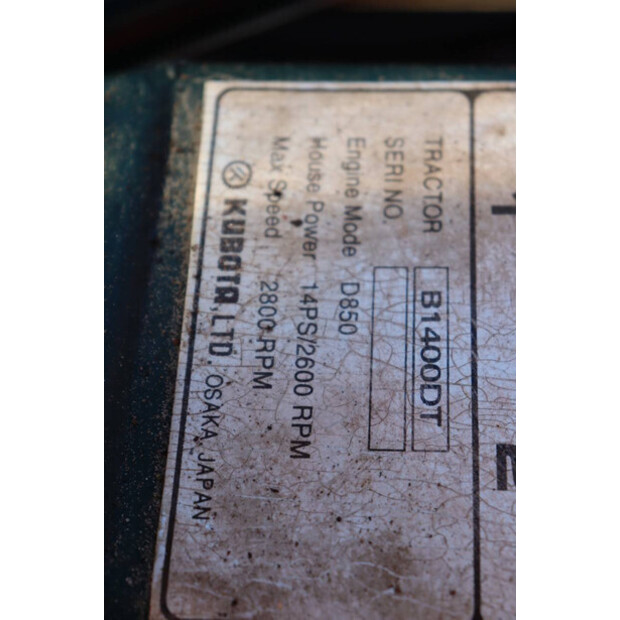 TRACTOR B1400DT
SERI NO.
Engine Mode D850
House Power 14PS/2600 RPM
Max Speed 2800 RPM
KUBOTA, LTD. OSAKA, JAPAN